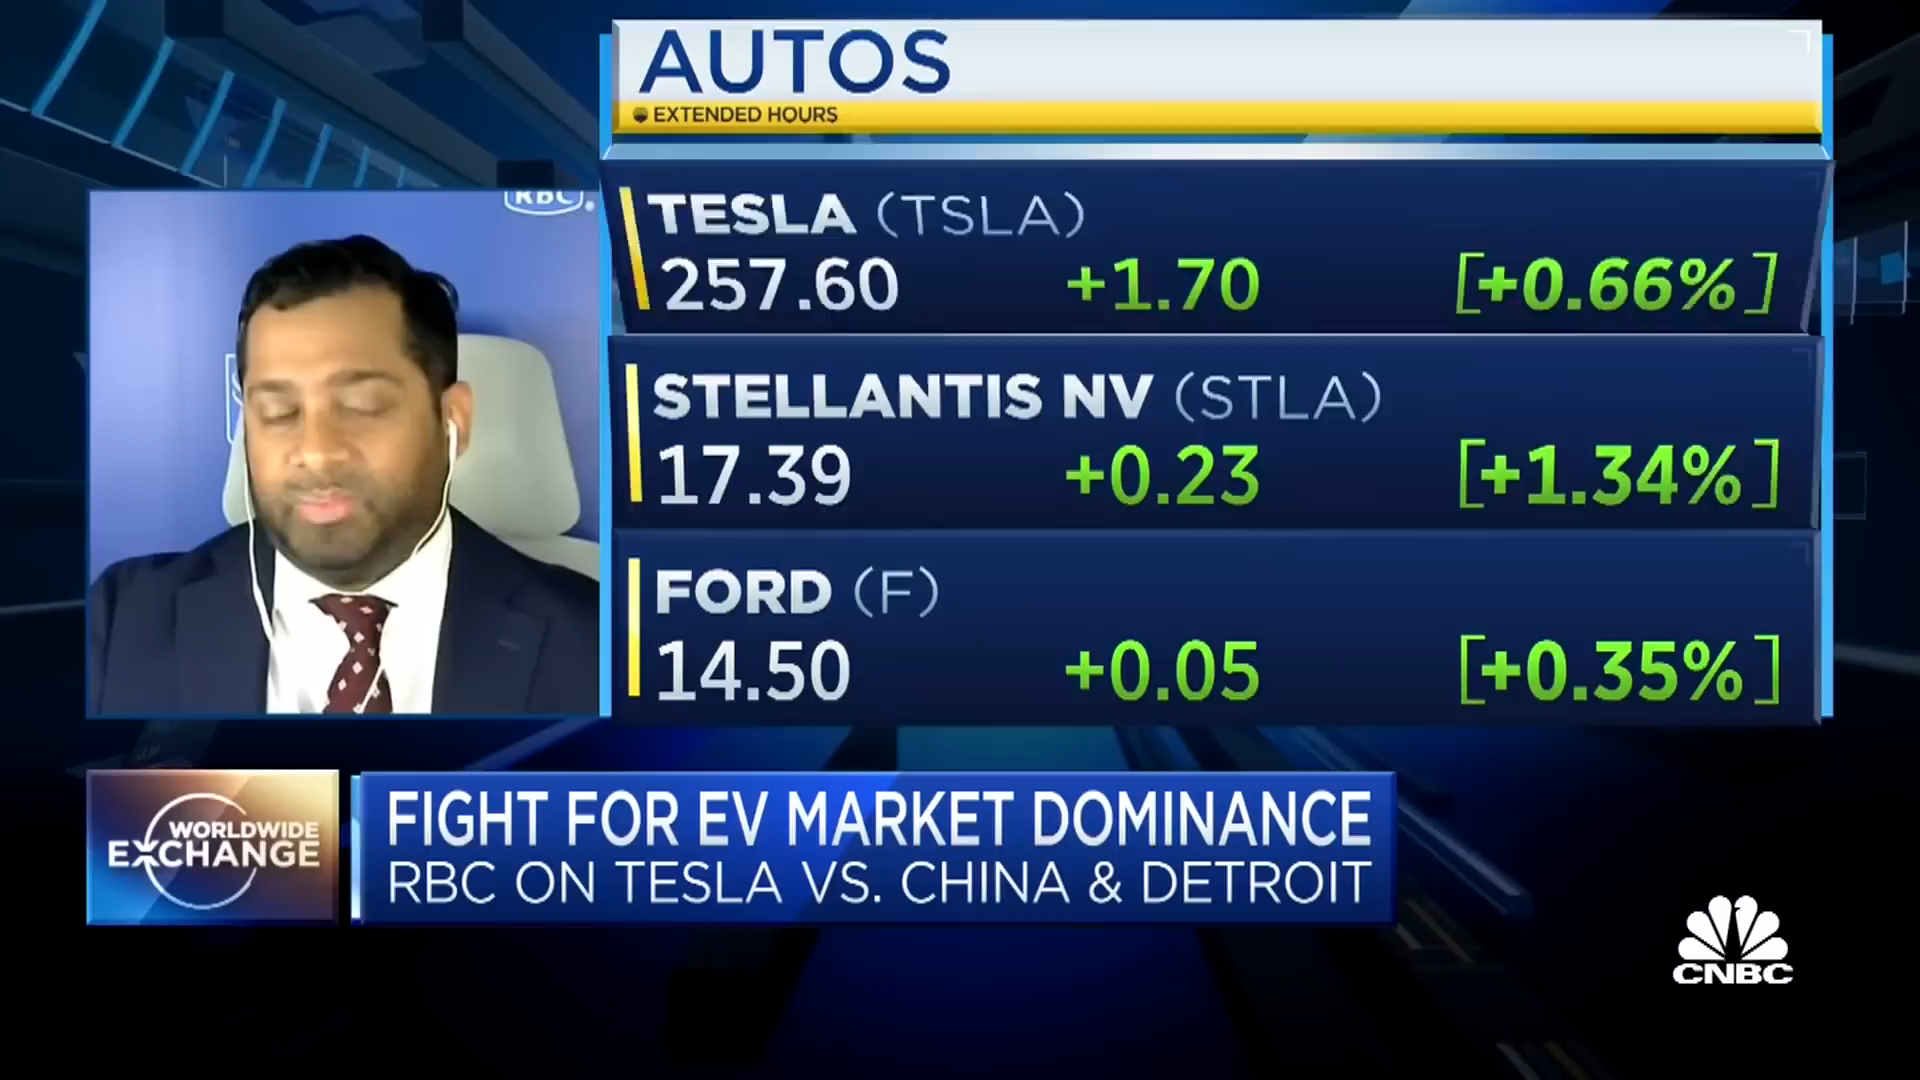 AUTOS
EXTENDED HOURS
RBC
TESLA (TSLA)
257.60 +1.70 [+0.66%]
STELLANTIS NV (STLA)
17.39 +0.23 [+1.34%]
FORD (F)
14.50 +0.05 [+0.35%]
WORLDWIDE
EXCHANGE
FIGHT FOR EV MARKET DOMINANCE
RBC ON TESLA VS. CHINA & DETROIT
CNBC